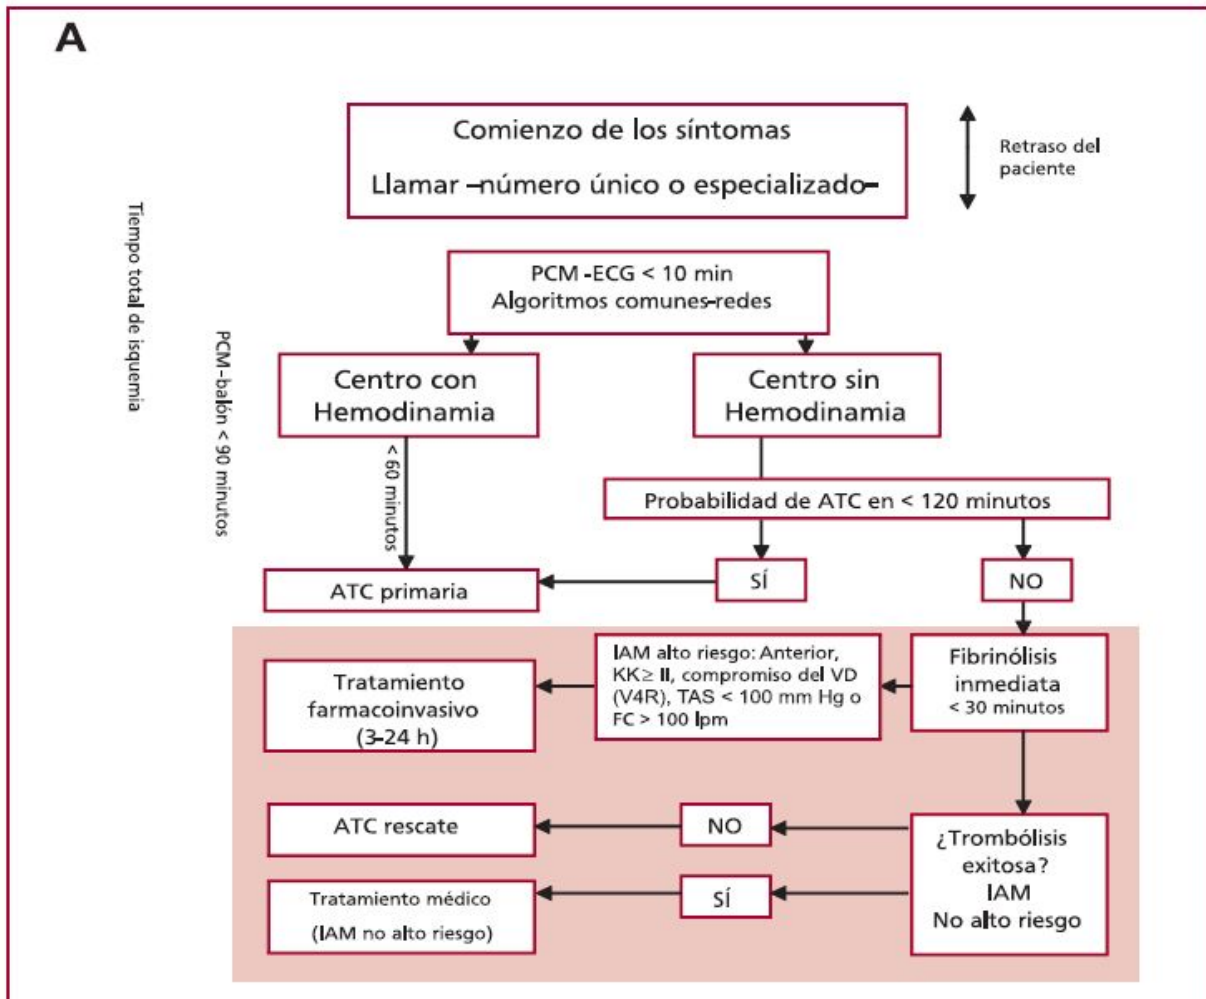 A
Comienzo de los síntomas
Llamar –número único o especializado–
Retraso del
paciente
Tiempo total de isquemia
PCM-balón < 90 minutos
PCM -ECG < 10 min
Algoritmos comunes-redes
Centro con
Hemodinamia
Centro sin
Hemodinamia
< 60 minutos
Probabilidad de ATC en < 120 minutos
ATC primaria
SÍ
NO
Tratamiento
farmacoinvasivo
(3-24 h)
IAM alto riesgo: Anterior,
KK≥ II, compromiso del VD
(V4R), TAS < 100 mm Hg o
FC > 100 lpm
Fibrinólisis
inmediata
< 30 minutos
ATC rescate
NO
¿Trombólisis
exitosa?
IAM
No alto riesgo
Tratamiento médico
(IAM no alto riesgo)
SÍ